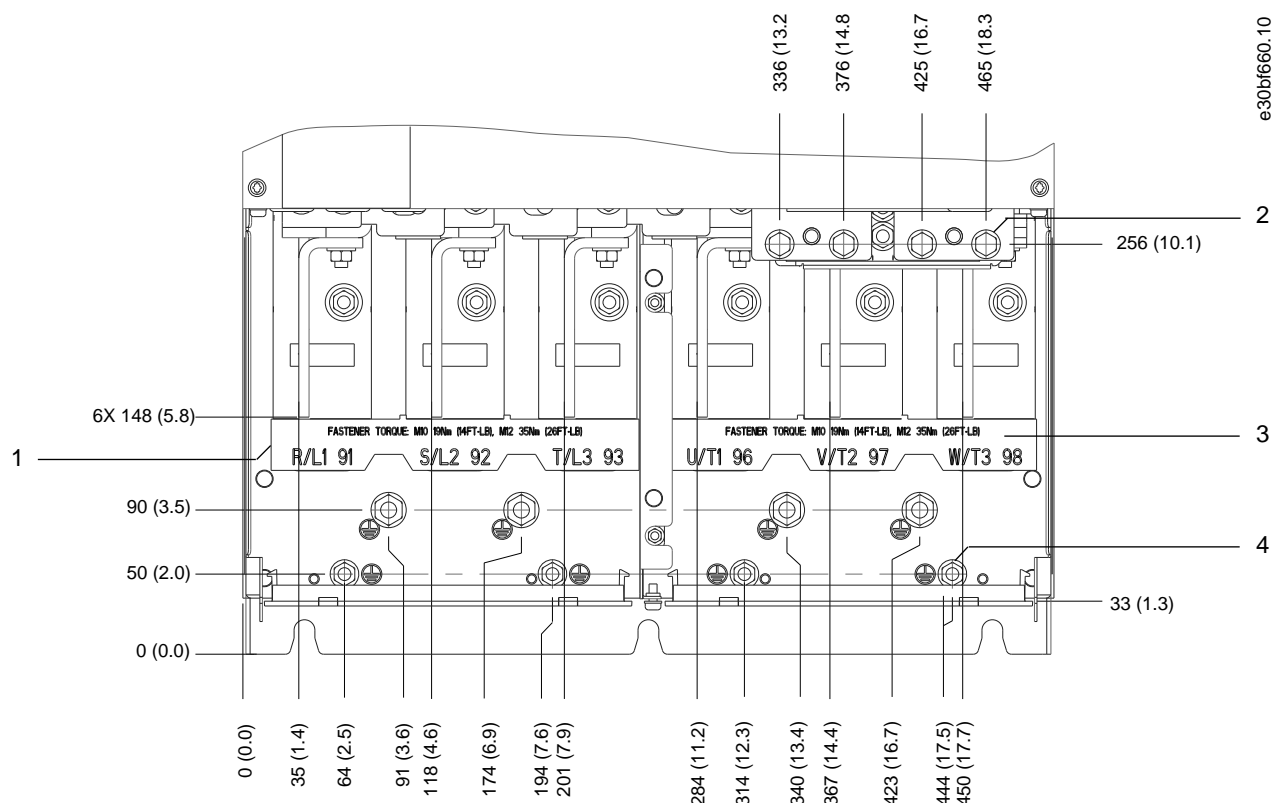 336 (13.2
376 (14.8
425 (16.7
465 (18.3
e30bf660.10
2
256 (10.1)
6X 148 (5.8)
FASTENER TORQUE: M10 19Nm (14FT-LB), M12 35Nm (26FT-LB)
FASTENER TORQUE: M10 19Nm (14FT-LB), M12 35Nm (26FT-LB)
3
1
R/L1 91
S/L2 92
T/L3 93
U/T1 96
V/T2 97
W/T3 98
90 (3.5)
4
50 (2.0)
33 (1.3)
0 (0.0)
0 (0.0)
35 (1.4)
64 (2.5)
91 (3.6)
118 (4.6)
174 (6.9)
194 (7.6)
201 (7.9)
284 (11.2)
314 (12.3)
340 (13.4)
367 (14.4)
423 (16.7)
444 (17.5)
450 (17.7)